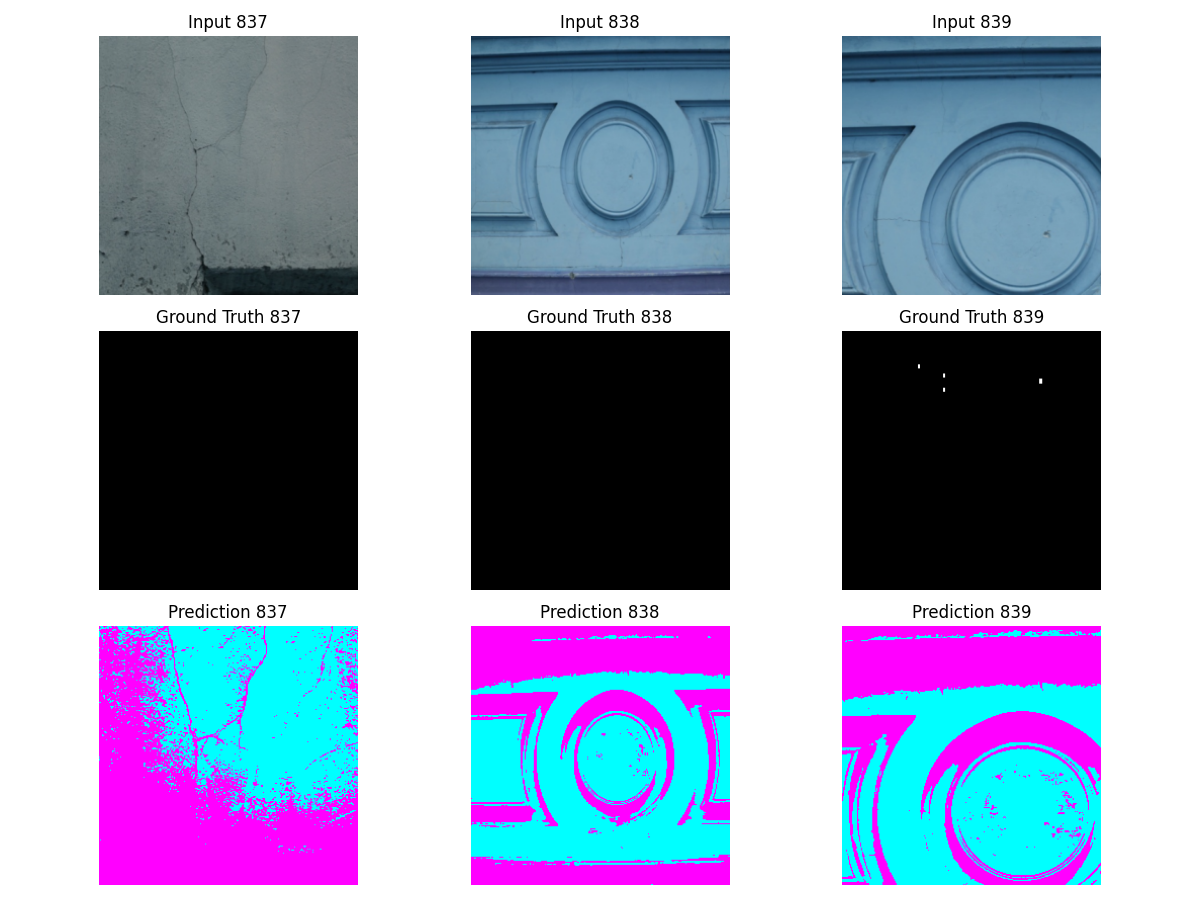 Input 837
Input 838
Input 839
Ground Truth 837
Ground Truth 838
Ground Truth 839
Prediction 837
Prediction 838
Prediction 839